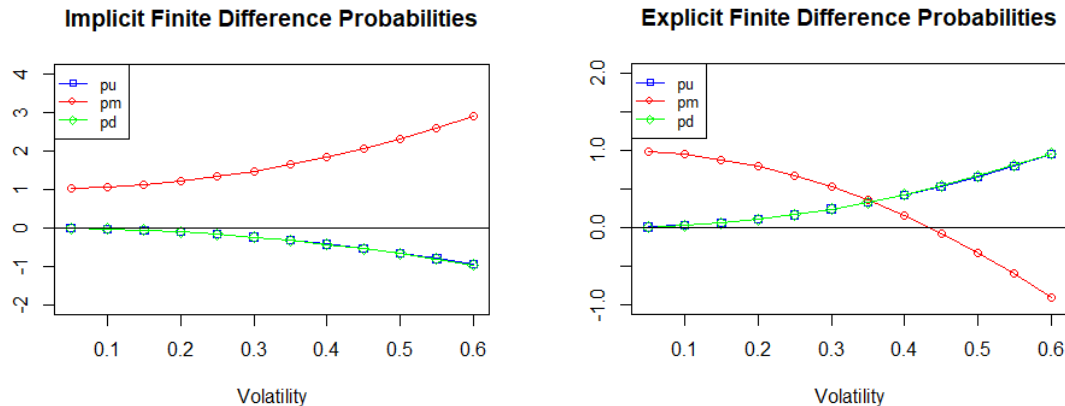 Implicit Finite Difference Probabilities
4
3
2
1
0
-1
-2
pu
pm
pd
0.1 0.2 0.3 0.4 0.5 0.6
Volatility
Explicit Finite Difference Probabilities
2.0
1.0
0.0
-1.0
pu
pm
pd
0.1 0.2 0.3 0.4 0.5 0.6
Volatility